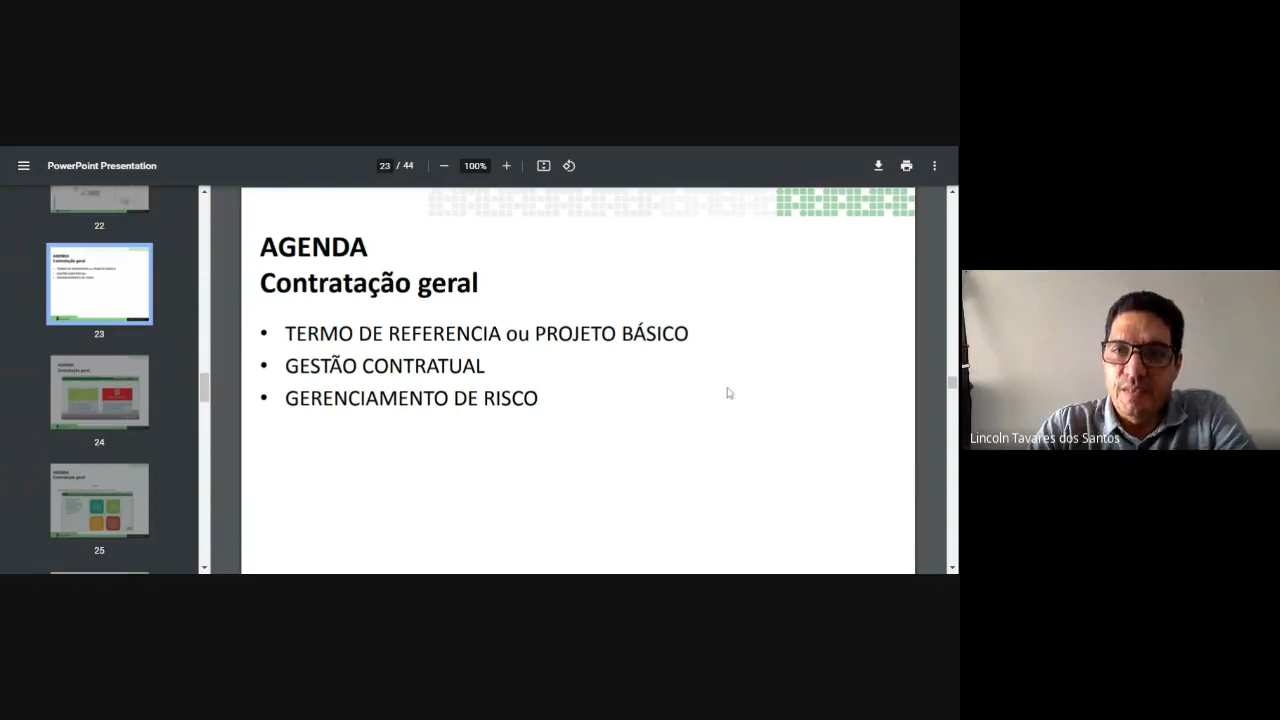 PowerPoint Presentation
23 / 44
100%
22
23
24
25
AGENDA
Contratação geral
• TERMO DE REFERENCIA ou PROJETO BÁSICO
• GESTÃO CONTRATUAL
• GERENCIAMENTO DE RISCO
Lincoln Tavares dos Santos